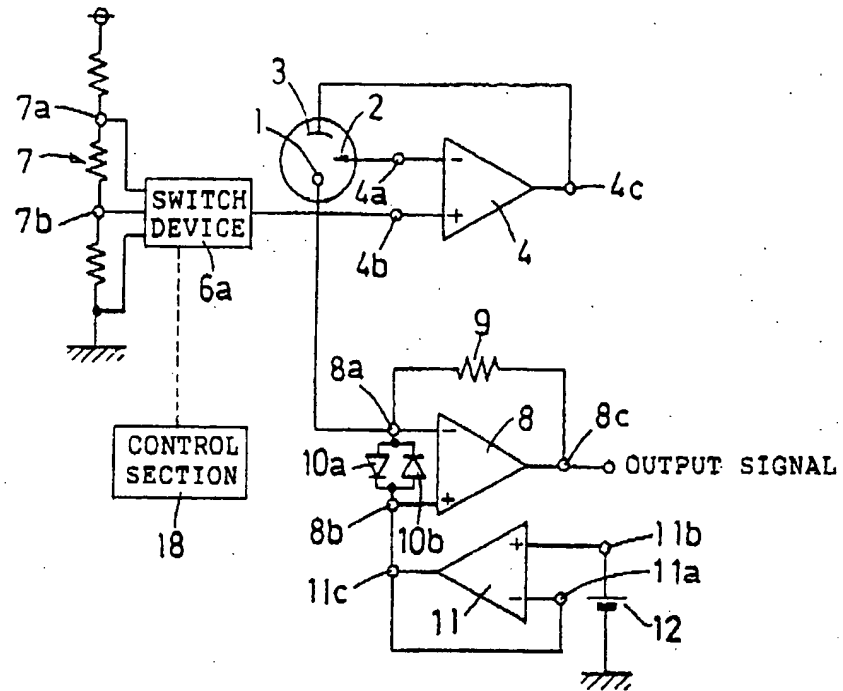 3
2
7a
1
7
SWITCH
DEVICE
7b
6a
4a
4b
-
+
4
4c
9
8a
-
8
8c
10a
+
OUTPUT SIGNAL
8b
10b
CONTROL
SECTION
18
11c
+
11b
11
-
11a
12